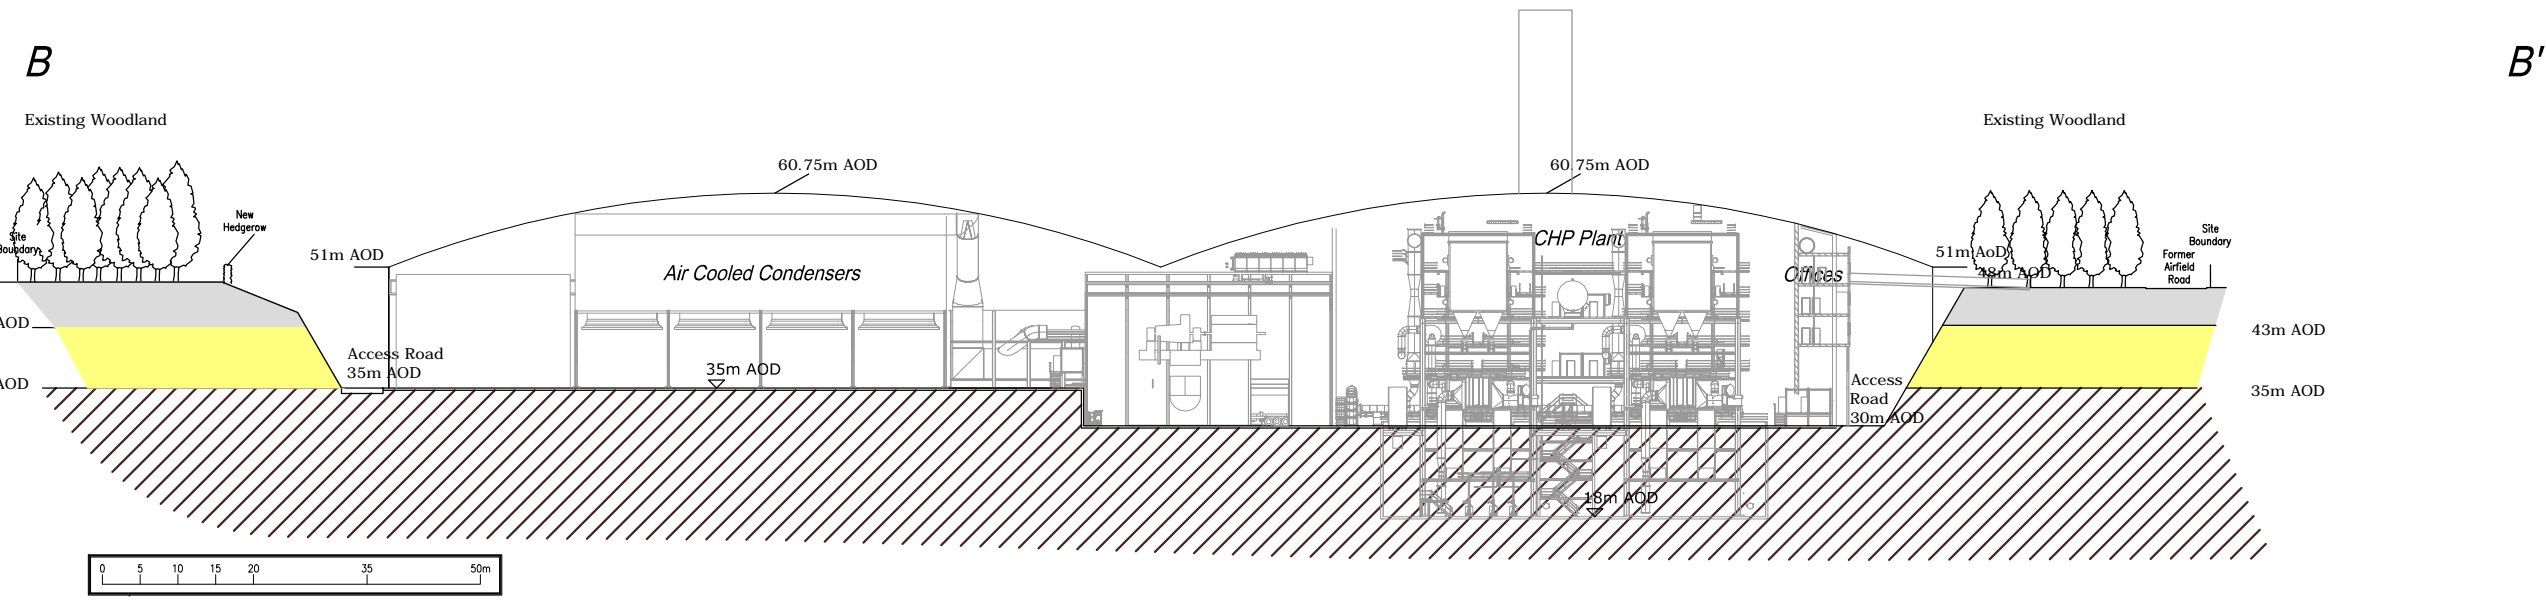 B
B'
Existing Woodland
Existing Woodland
60.75m AOD
60.75m AOD
New
Hedgerow
Site
Boundary
Site
Boundary
CHP Plant
51m AOD
51m AoD
Former
Airfield
Road
Air Cooled Condensers
Offices
48m AOD
AOD
43m AOD
Access Road
35m AOD
35m AOD
AOD
Access
Road
30m AOD
35m AOD
18m AOD
0 5 10 15 20 35 50m